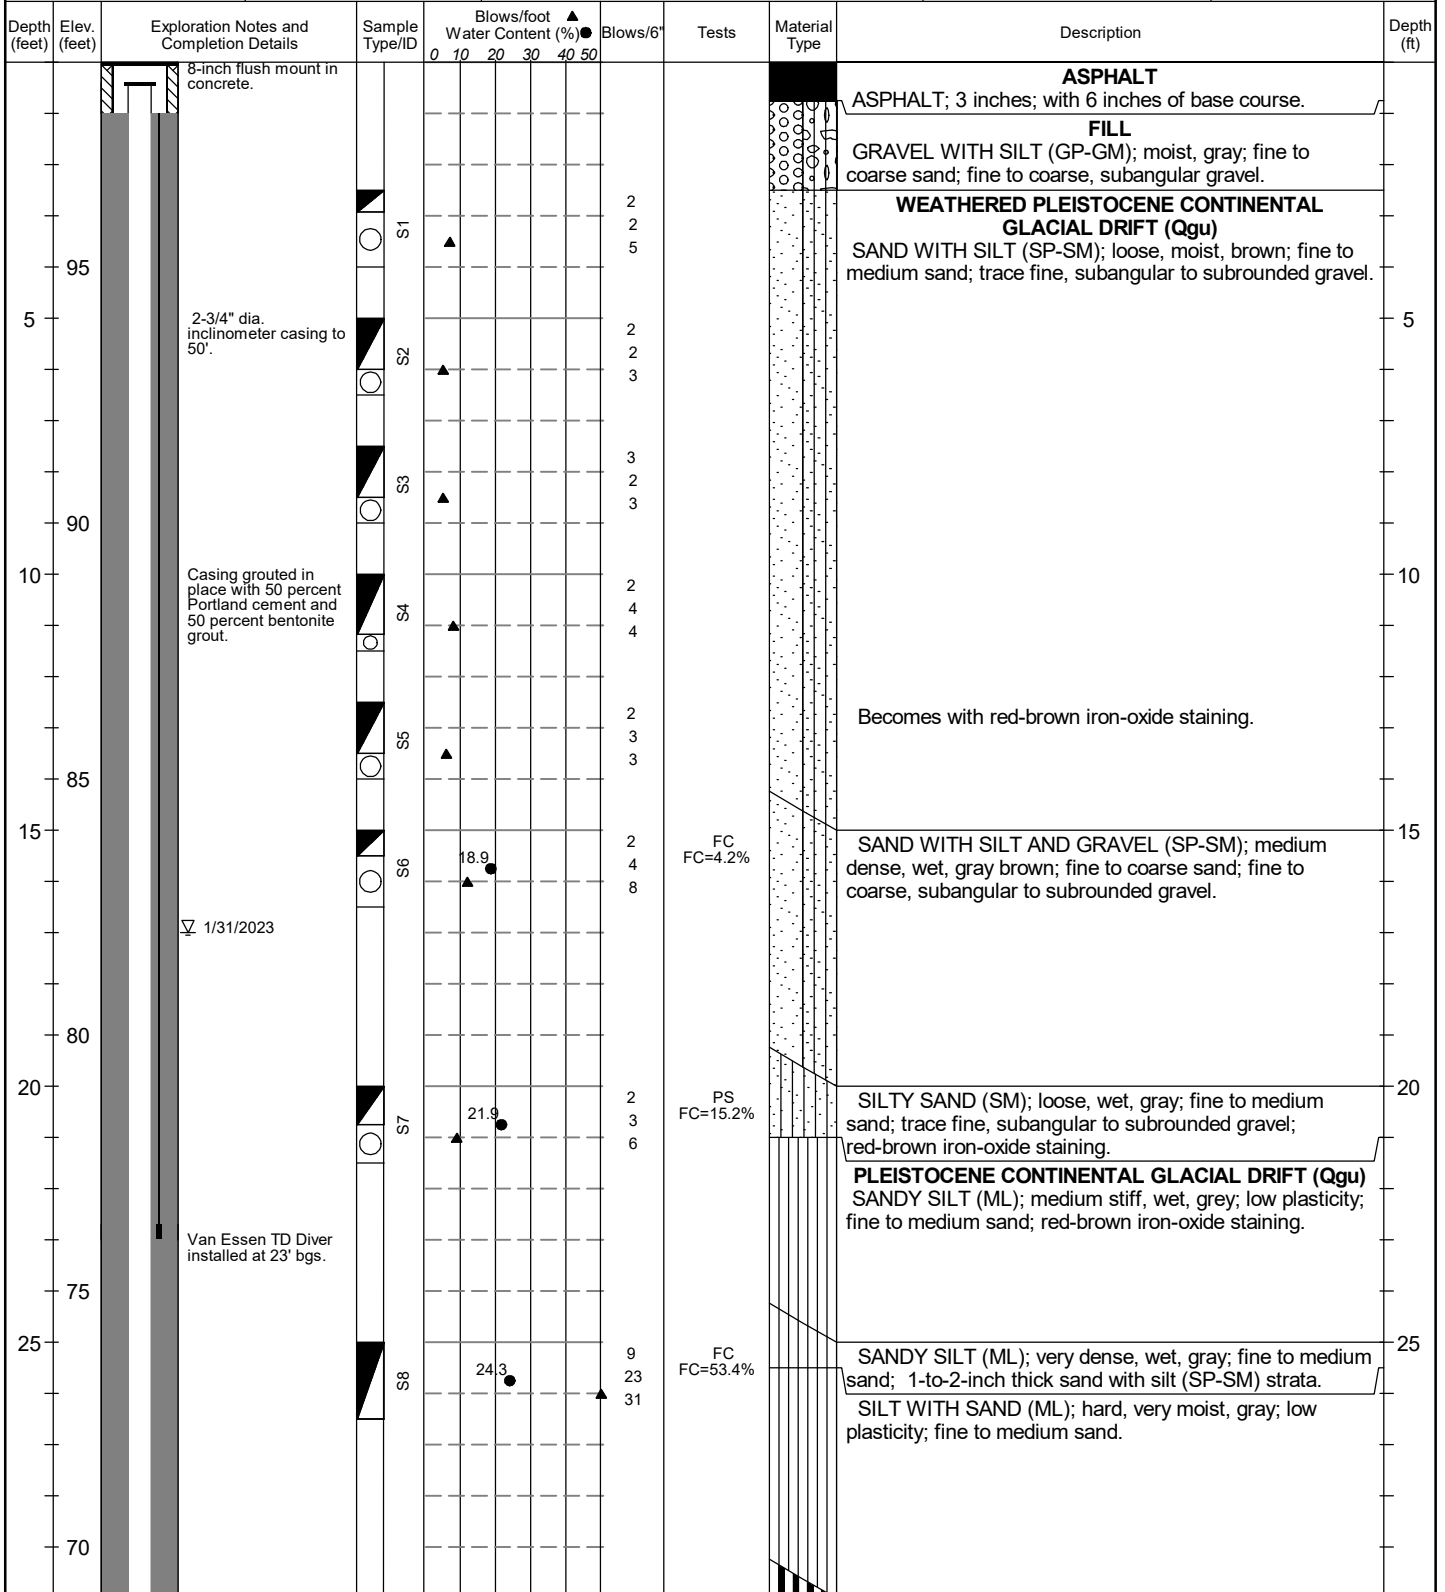 Depth
(feet)
Elev.
(feet)
Exploration Notes and
Completion Details
Sample
Type/ID
Blows/foot ▲
Water Content (%)●
0 10 20 30 40 50
Blows/6"
Tests
Material
Type
Description
Depth
(ft)
8-inch flush mount in
concrete.
ASPHALT
ASPHALT; 3 inches; with 6 inches of base course.
FILL
GRAVEL WITH SILT (GP-GM); moist, gray; fine to
coarse sand; fine to coarse, subangular gravel.
S1
2
2
5
WEATHERED PLEISTOCENE CONTINENTAL
GLACIAL DRIFT (Qgu)
SAND WITH SILT (SP-SM); loose, moist, brown; fine to
medium sand; trace fine, subangular to subrounded gravel.
95
5
2-3/4" dia.
inclinometer casing to
50'.
S2
2
2
3
5
S3
3
2
3
90
10
Casing grouted in
place with 50 percent
Portland cement and
50 percent bentonite
grout.
S4
2
4
4
10
S5
2
3
3
Becomes with red-brown iron-oxide staining.
85
15
S6
18.9
2
4
8
FC
FC=4.2%
SAND WITH SILT AND GRAVEL (SP-SM); medium
dense, wet, gray brown; fine to coarse sand; fine to
coarse, subangular to subrounded gravel.
15
1/31/2023
80
20
S7
21.9
2
3
6
PS
FC=15.2%
SILTY SAND (SM); loose, wet, gray; fine to medium
sand; trace fine, subangular to subrounded gravel;
red-brown iron-oxide staining.
20
PLEISTOCENE CONTINENTAL GLACIAL DRIFT (Qgu)
SANDY SILT (ML); medium stiff, wet, grey; low plasticity;
fine to medium sand; red-brown iron-oxide staining.
Van Essen TD Diver
installed at 23' bgs.
75
25
S8
24.3
9
23
31
FC
FC=53.4%
SANDY SILT (ML); very dense, wet, gray; fine to medium
sand; 1-to-2-inch thick sand with silt (SP-SM) strata.
25
SILT WITH SAND (ML); hard, very moist, gray; low
plasticity; fine to medium sand.
70